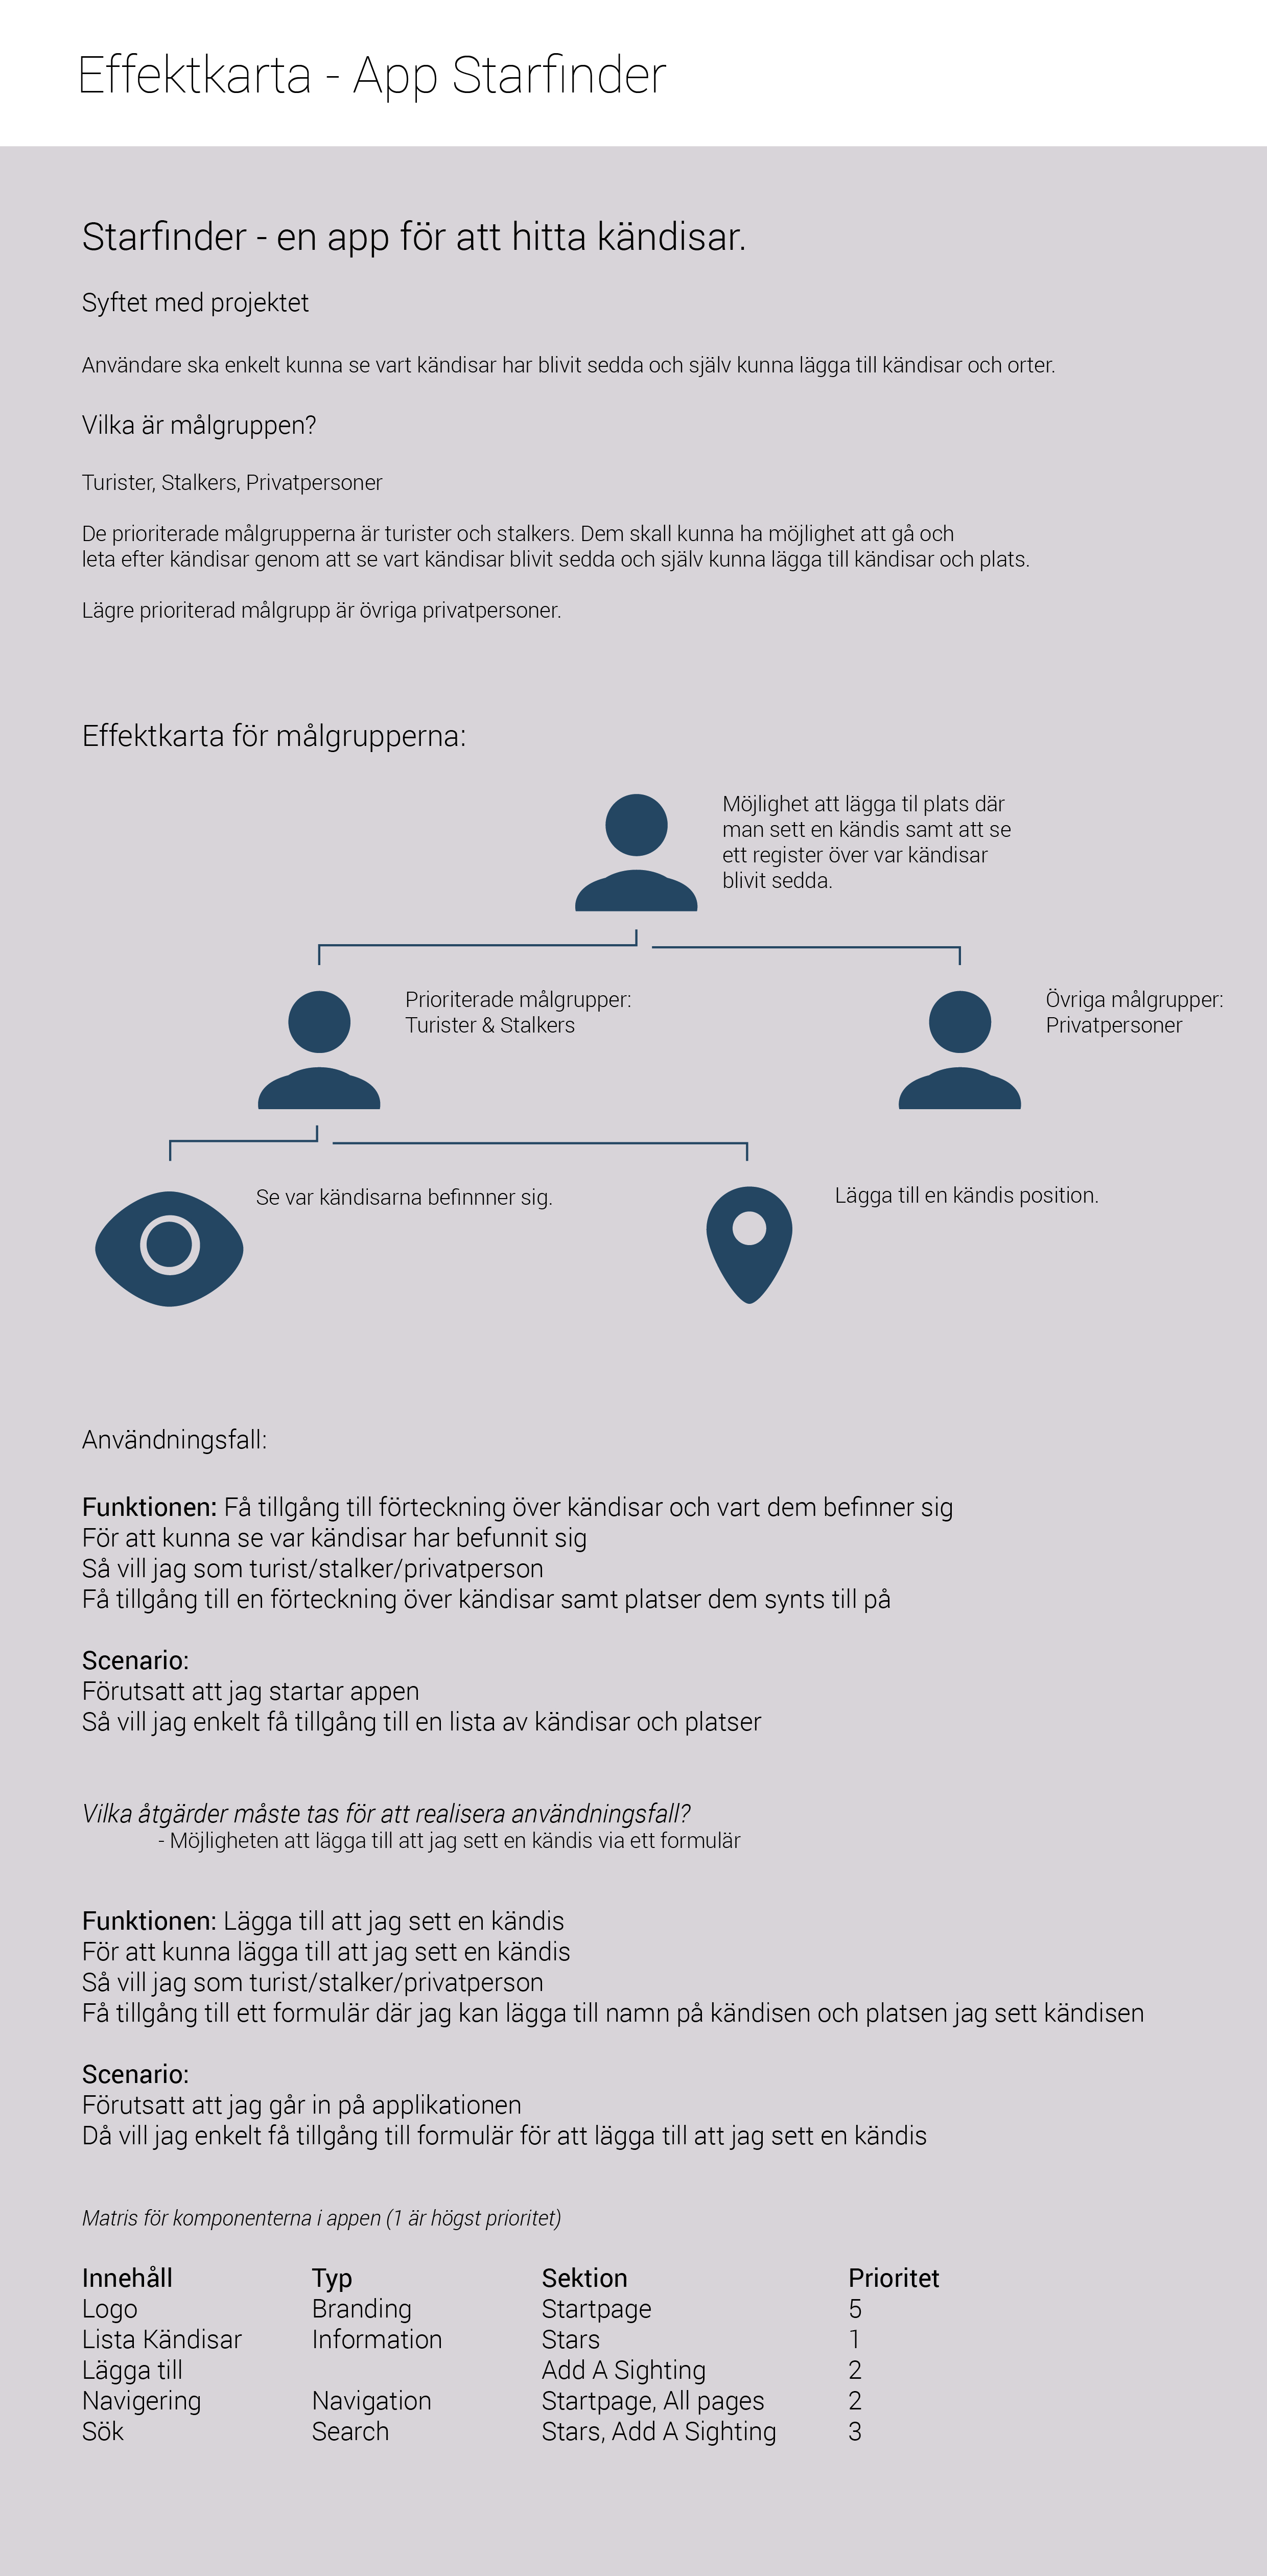 Effektkarta - App Starfinder
Starfinder - en app för att hitta kändisar.
Syftet med projektet
Användare ska enkelt kunna se vart kändisar har blivit sedda och själv kunna lägga till kändisar och orter.
Vilka är målgruppen?
Turister, Stalkers, Privatpersoner
De prioriterade målgrupperna är turister och stalkers. Dem skall kunna ha möjlighet att gå och
leta efter kändisar genom att se vart kändisar blivit sedda och själv kunna lägga till kändisar och plats.
Lägre prioriterad målgrupp är övriga privatpersoner.
Effektkarta för målgrupperna:
Möjlighet att lägga til plats där
man sett en kändis samt att se
ett register över var kändisar
blivit sedda.
Prioriterade målgrupper:
Turister & Stalkers
Övriga målgrupper:
Privatpersoner
Se var kändisarna befinnner sig.
Lägga till en kändis position.
Användningsfall:
Funktionen: Få tillgång till förteckning över kändisar och vart dem befinner sig
För att kunna se var kändisar har befunnit sig
Så vill jag som turist/stalker/privatperson
Få tillgång till en förteckning över kändisar samt platser dem synts till på
Scenario:
Förutsatt att jag startar appen
Så vill jag enkelt få tillgång till en lista av kändisar och platser
Vilka åtgärder måste tas för att realisera användningsfall?
- Möjligheten att lägga till att jag sett en kändis via ett formulär
Funktionen: Lägga till att jag sett en kändis
För att kunna lägga till att jag sett en kändis
Så vill jag som turist/stalker/privatperson
Få tillgång till ett formulär där jag kan lägga till namn på kändisen och platsen jag sett kändisen
Scenario:
Förutsatt att jag går in på applikationen
Då vill jag enkelt få tillgång till formulär för att lägga till att jag sett en kändis
Matris för komponenterna i appen (1 är högst prioritet)
Innehåll Typ Sektion Prioritet
Logo Branding Startpage 5
Lista Kändisar Information Stars 1
Lägga till Add A Sighting 2
Navigering Navigation Startpage, All pages 2
Sök Search Stars, Add A Sighting 3